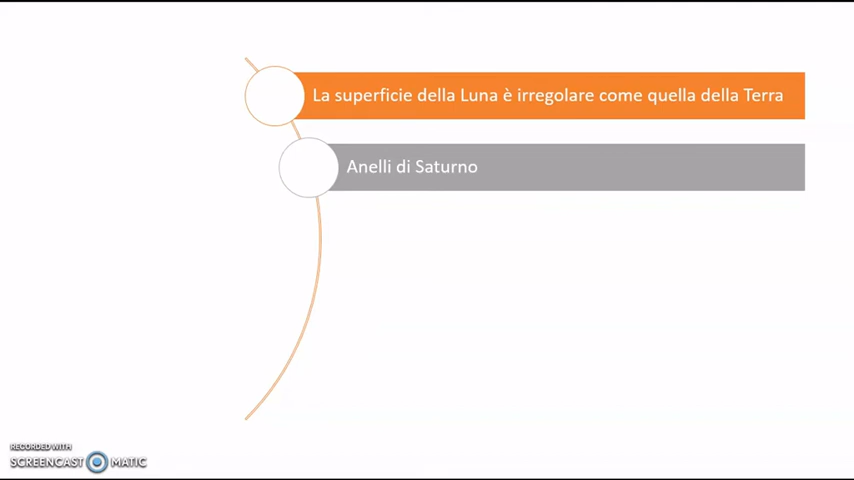 La superficie della Luna è irregolare come quella della Terra
Anelli di Saturno
RECORDED WITH
SCREENCAST MATIC